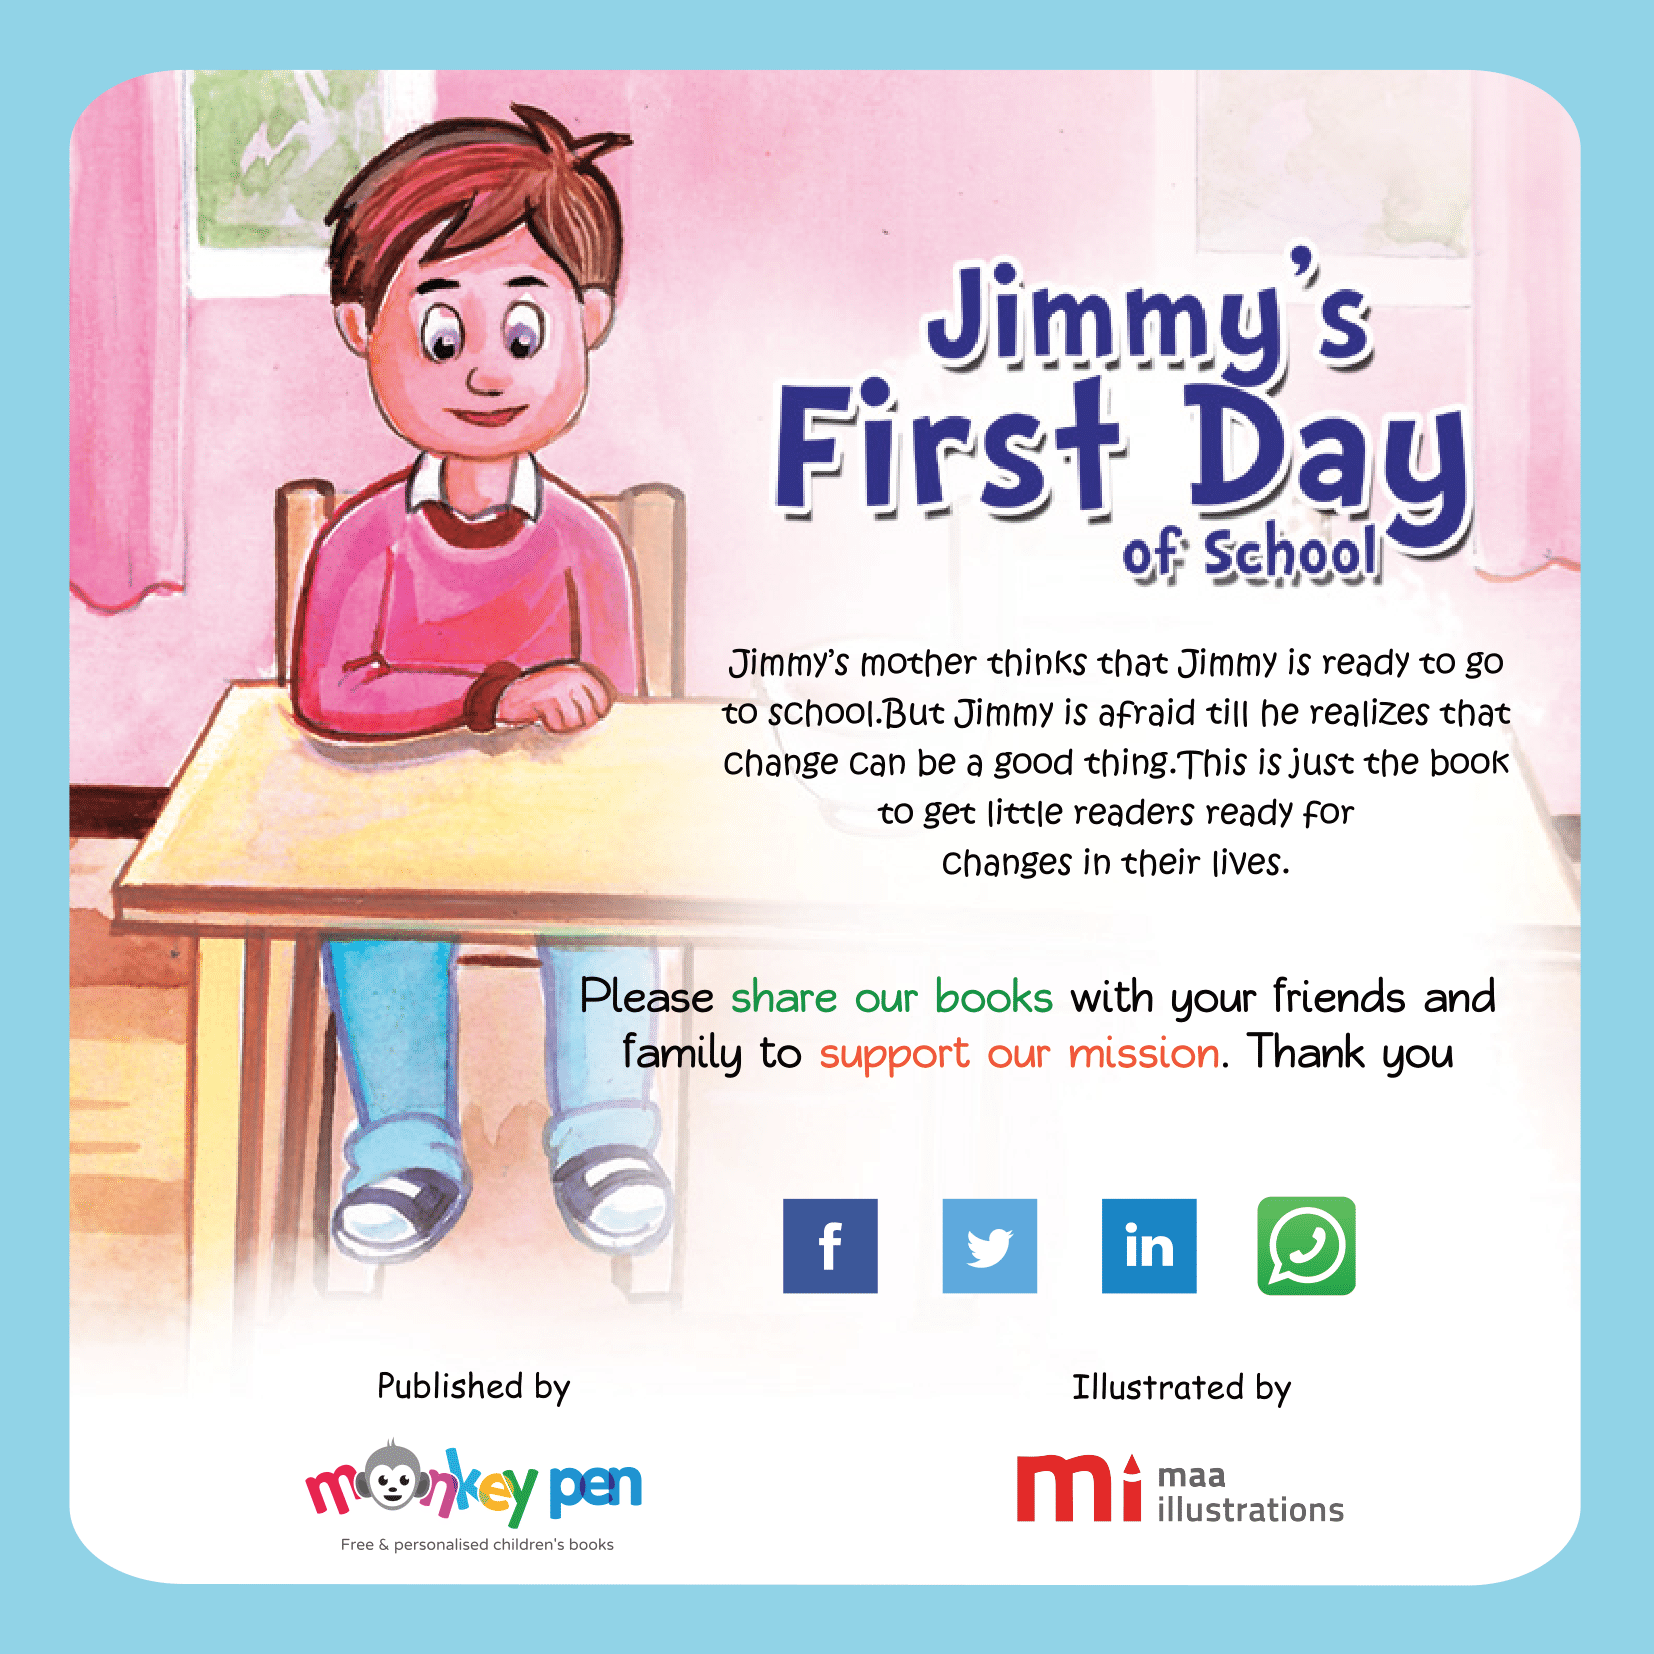 Jimmy's
First Day
of School
Jimmy's mother thinks that Jimmy is ready to go
to school.But Jimmy is afraid till he realizes that
change can be a good thing.This is just the book
to get little readers ready for
changes in their lives.
Please share our books with your friends and
family to support our mission. Thank you
f
in
Published by
Illustrated by
monkey pen
Free & personalised children's books
mi maa
illustrations